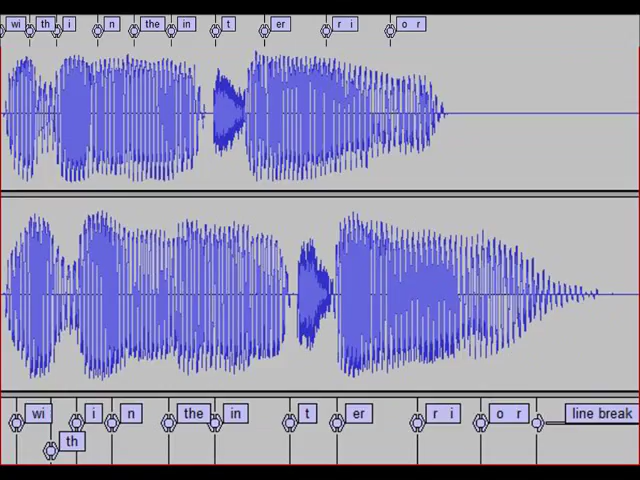 wi th i n the in t er r i o r
wi i n the in t er r i o r line break
th